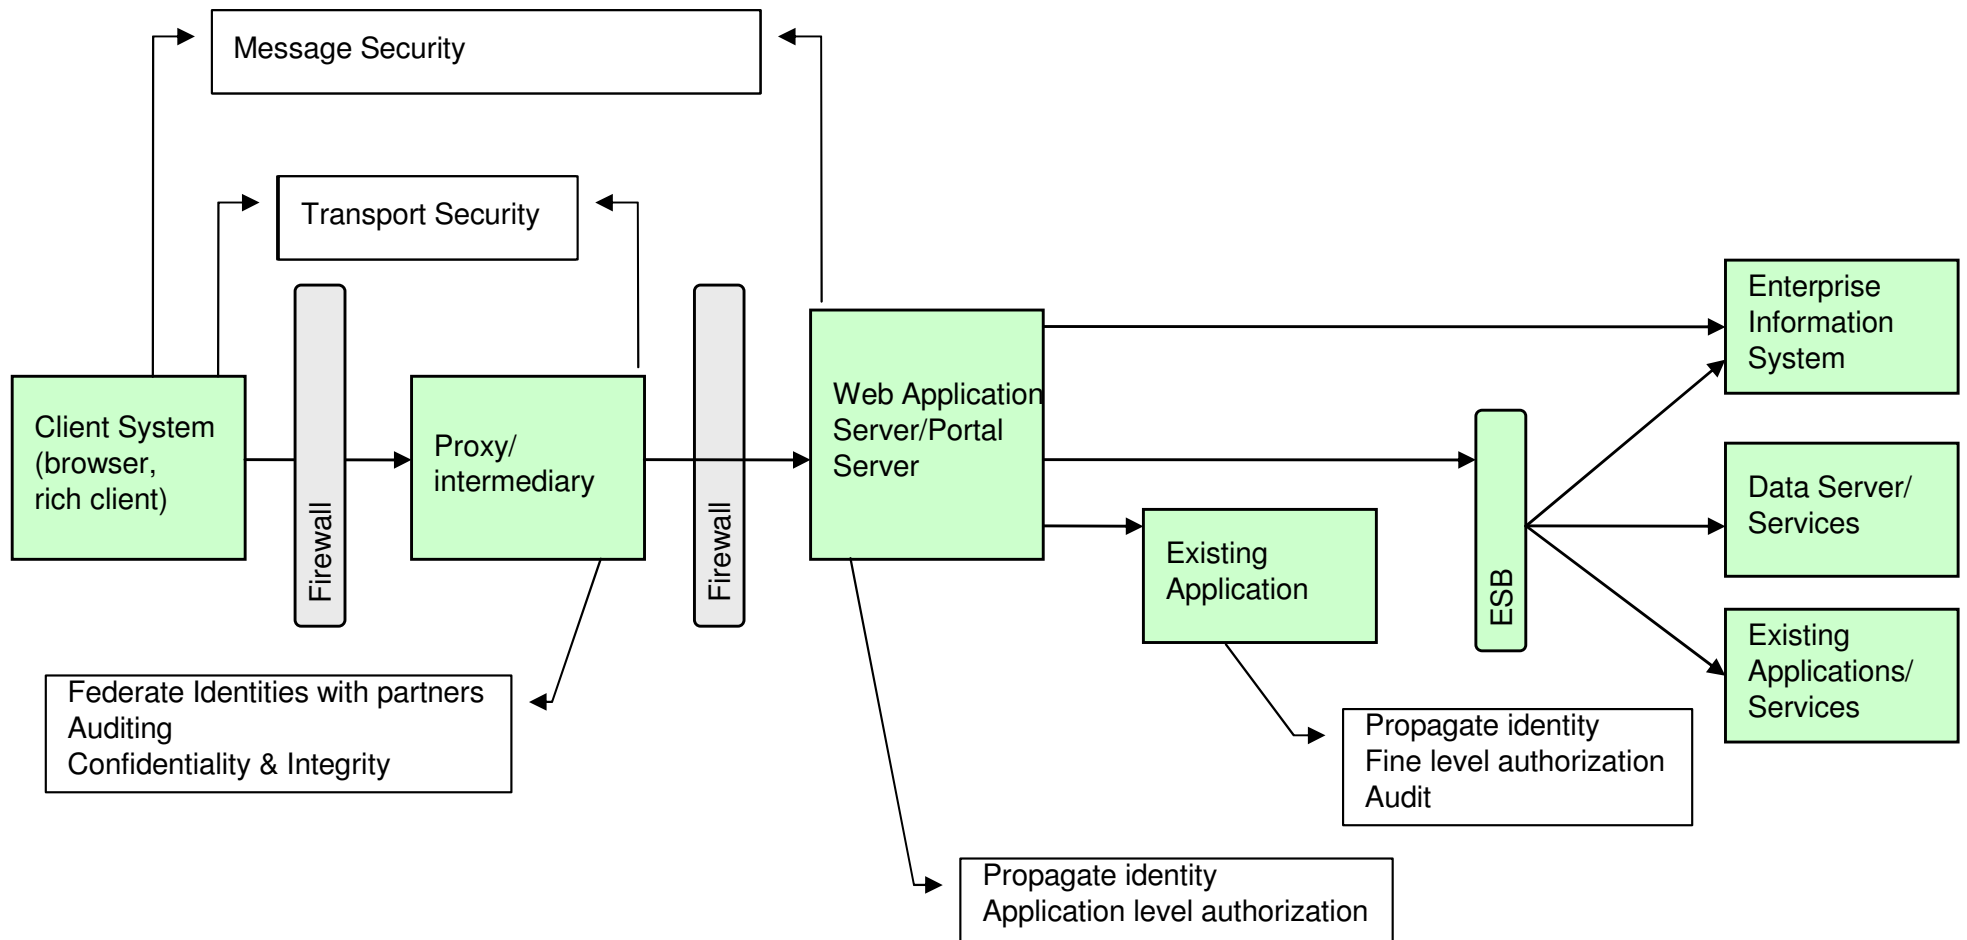 Message Security
Transport Security
Client System
(browser,
rich client)
Firewall
Proxy/
intermediary
Firewall
Web Application
Server/Portal
Server
Existing
Application
ESB
Enterprise
Information
System
Data Server/
Services
Existing
Applications/
Services
Federate Identities with partners
Auditing
Confidentiality & Integrity
Propagate identity
Fine level authorization
Audit
Propagate identity
Application level authorization